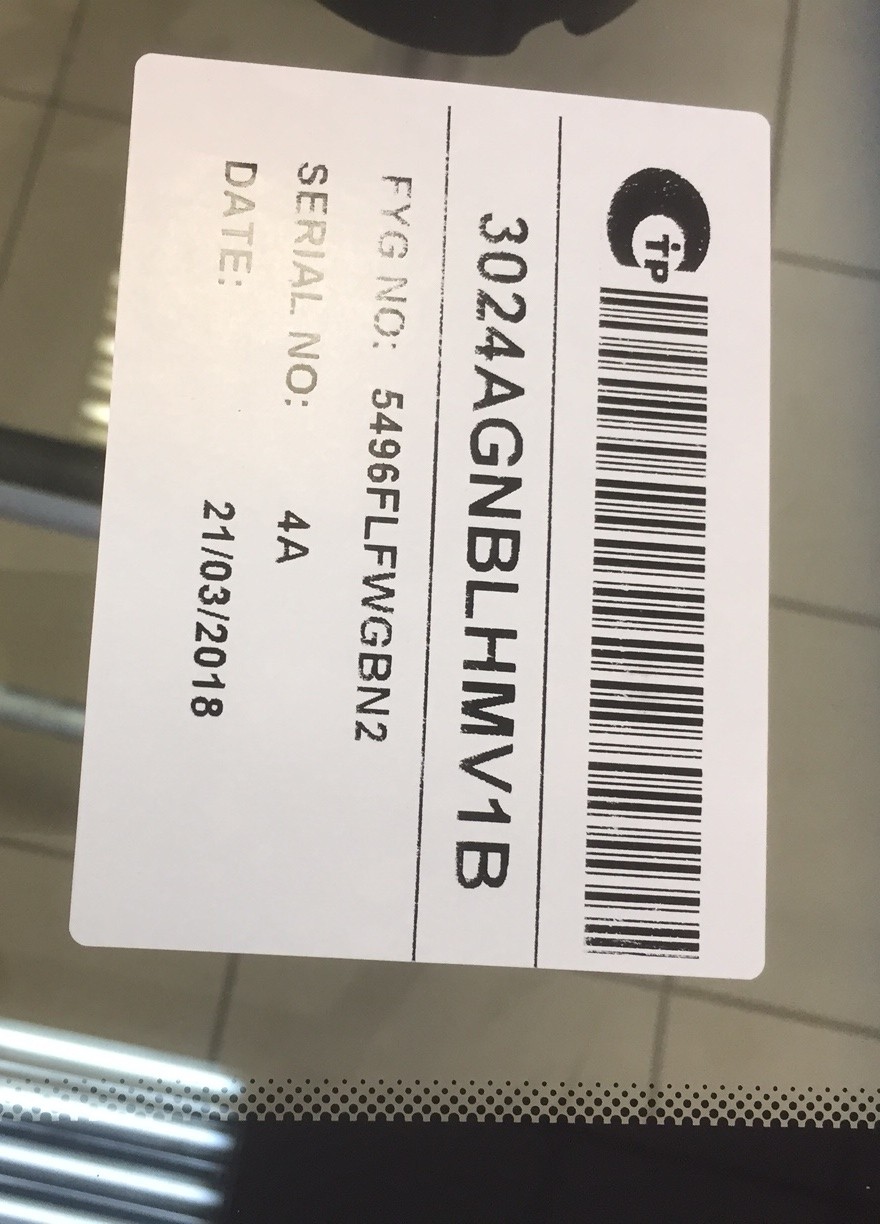 TP
3024AGNBLHMV1B
FYG NO: 5496FLFWGBN2
SERIAL NO: 4A
DATE: 21/03/2018